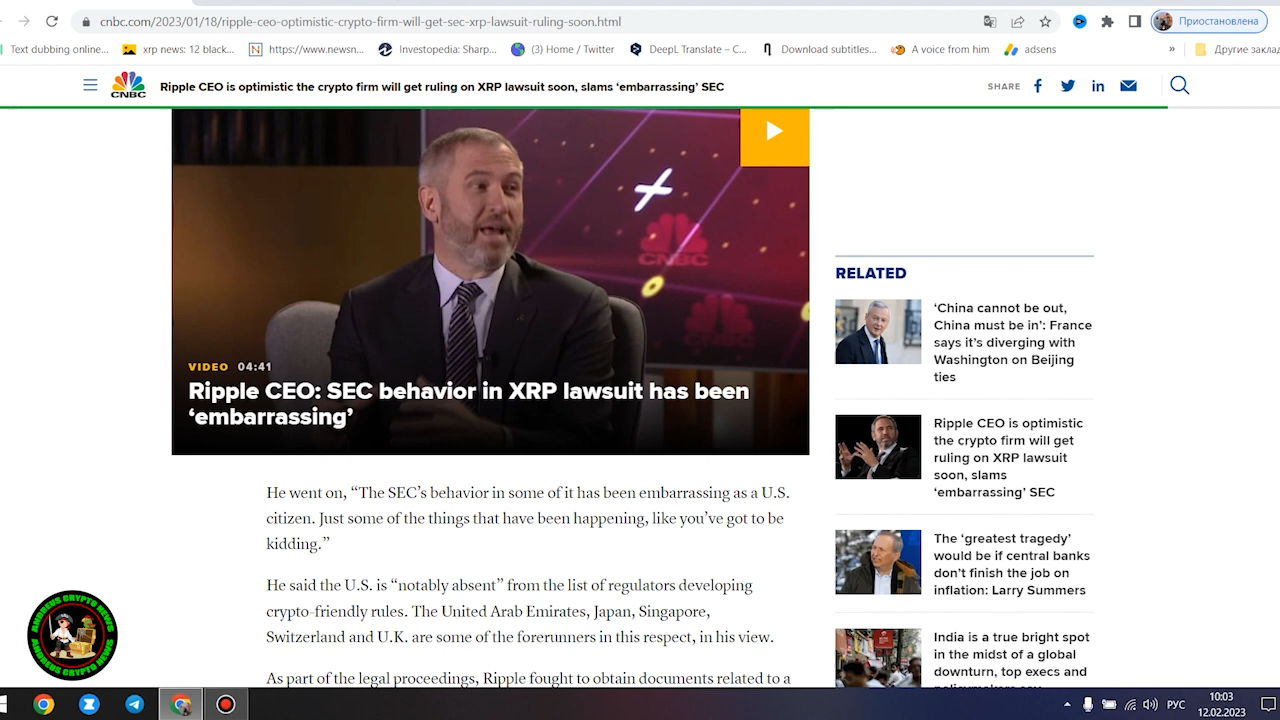 cnbc.com/2023/01/18/ripple-ceo-optimistic-crypto-firm-will-get-sec-xrp-lawsuit-ruling-soon.html
Приостановлена
Text dubbing online...
xrp news: 12 black...
https://www.newsn...
Investopedia: Sharp...
(3) Home / Twitter
DeepL Translate – C...
Download subtitles...
A voice from him
adsens
»
Другие закла
CNBC
Ripple CEO is optimistic the crypto firm will get ruling on XRP lawsuit soon, slams ‘embarrassing’ SEC
SHARE
CNBC
VIDEO 04:41
Ripple CEO: SEC behavior in XRP lawsuit has been
‘embarrassing’
He went on, “The SEC’s behavior in some of it has been embarrassing as a U.S.
citizen. Just some of the things that have been happening, like you’ve got to be
kidding.”
He said the U.S. is “notably absent” from the list of regulators developing
crypto-friendly rules. The United Arab Emirates, Japan, Singapore,
Switzerland and U.K. are some of the forerunners in this respect, in his view.
As part of the legal proceedings, Ripple fought to obtain documents related to a
RELATED
‘China cannot be out,
China must be in’: France
says it’s diverging with
Washington on Beijing
ties
Ripple CEO is optimistic
the crypto firm will get
ruling on XRP lawsuit
soon, slams
‘embarrassing’ SEC
The ‘greatest tragedy’
would be if central banks
don’t finish the job on
inflation: Larry Summers
India is a true bright spot
in the midst of a global
downturn, top execs and
ANDREUS CRYPTO NEWS
ANDREUS CRYPTO NEWS
РУС
10:03
12.02.2023